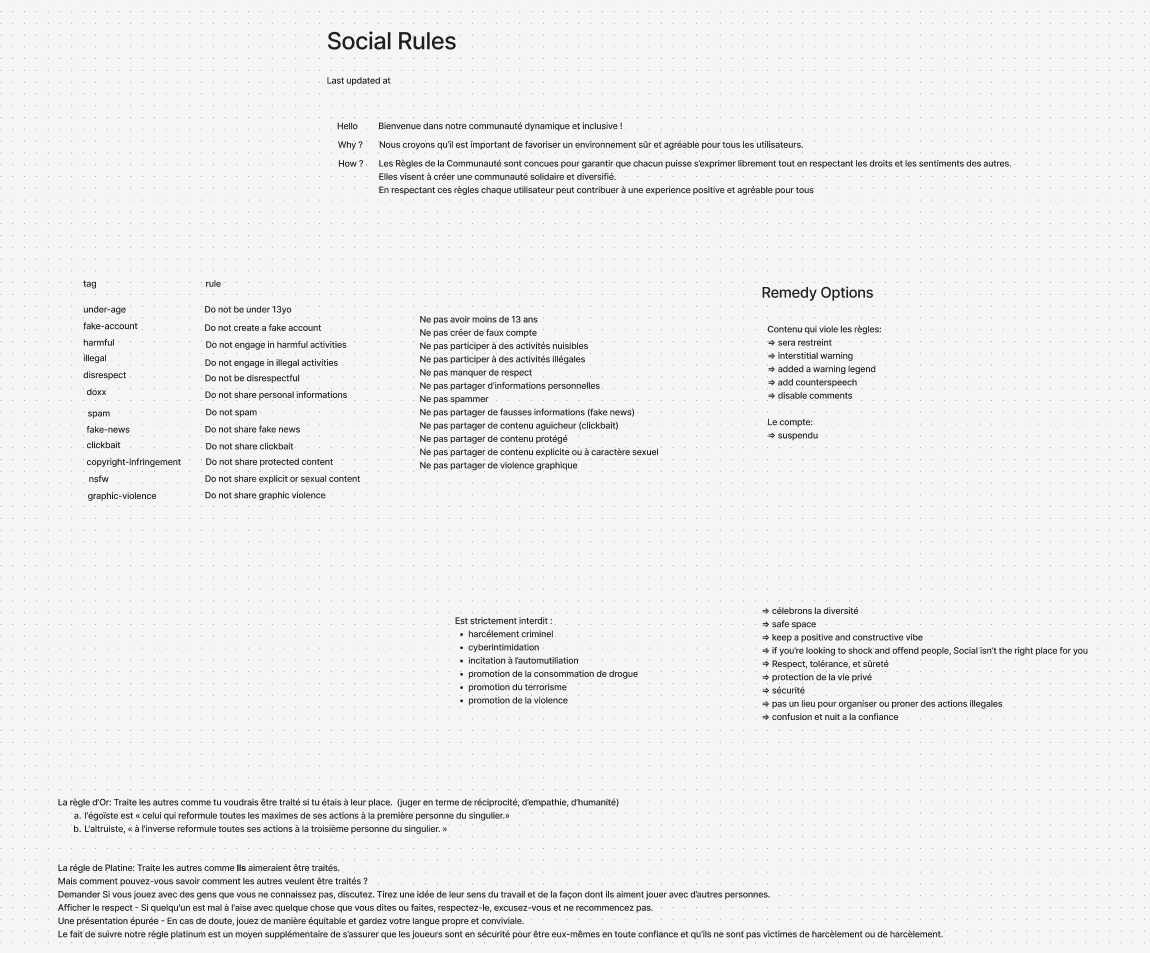 Social Rules
Last updated at
Hello Bienvenue dans notre communauté dynamique et inclusive !
Why ? Nous croyons qu’il est important de favoriser un environnement sûr et agréable pour tous les utilisateurs.
How ? Les Règles de la Communauté sont concues pour garantir que chacun puisse s’exprimer librement tout en respectant les droits et les sentiments des autres.
Elles visent à créer une communauté solidaire et diversifié.
En respectant ces règles chaque utilisateur peut contribuer à une experience positive et agréable pour tous
tag rule
under-age Do not be under 13yo
fake-account Do not create a fake account
harmful Do not engage in harmful activities
illegal Do not engage in illegal activities
disrespect Do not be disrespectful
doxx Do not share personal informations
spam Do not spam
fake-news Do not share fake news
clickbait Do not share clickbait
copyright-infringement Do not share protected content
nsfw Do not share explicit or sexual content
graphic-violence Do not share graphic violence
Ne pas avoir moins de 13 ans
Ne pas créer de faux compte
Ne pas participer à des activités nuisibles
Ne pas participer à des activités illégales
Ne pas manquer de respect
Ne pas partager d’informations personnelles
Ne pas spammer
Ne pas partager de fausses informations (fake news)
Ne pas partager de contenu aguicheur (clickbait)
Ne pas partager de contenu protégé
Ne pas partager de contenu explicite ou à caractère sexuel
Ne pas partager de violence graphique
Remedy Options
Contenu qui viole les règles:
⇒ sera restreint
⇒ interstitial warning
⇒ added a warning legend
⇒ add counterspeech
⇒ disable comments
Le compte:
⇒ suspendu
Est strictement interdit :
• harcélement criminel
• cyberintimidation
• incitation à l’automutiliation
• promotion de la consommation de drogue
• promotion du terrorisme
• promotion de la violence
⇒ célebrons la diversité
⇒ safe space
⇒ keep a positive and constructive vibe
⇒ if you’re looking to shock and offend people, Social isn’t the right place for you
⇒ Respect, tolérance, et sûreté
⇒ protection de la vie privé
⇒ sécurité
⇒ pas un lieu pour organiser ou proner des actions illegales
⇒ confusion et nuit a la confiance
La règle d’Or: Traite les autres comme tu voudrais être traité si tu étais à leur place. (juger en terme de réciprocité, d’empathie, d’humanité)
a. l’égoïste est « celui qui reformule toutes les maximes de ses actions à la première personne du singulier.»
b. L’altruiste, « à l’inverse reformule toutes ses actions à la troisième personne du singulier. »
La régle de Platine: Traite les autres comme Ils aimeraient être traités.
Mais comment pouvez-vous savoir comment les autres veulent être traités ?
Demander Si vous jouez avec des gens que vous ne connaissez pas, discutez. Tirez une idée de leur sens du travail et de la façon dont ils aiment jouer avec d’autres personnes.
Afficher le respect - Si quelqu’un est mal à l’aise avec quelque chose que vous dites ou faites, respectez-le, excusez-vous et ne recommencez pas.
Une présentation épurée - En cas de doute, jouez de manière équitable et gardez votre langue propre et conviviale.
Le fait de suivre notre règle platinum est un moyen supplémentaire de s’assurer que les joueurs sont en sécurité pour être eux-mêmes en toute confiance et qu’ils ne sont pas victimes de harcèlement ou de harcèlement.